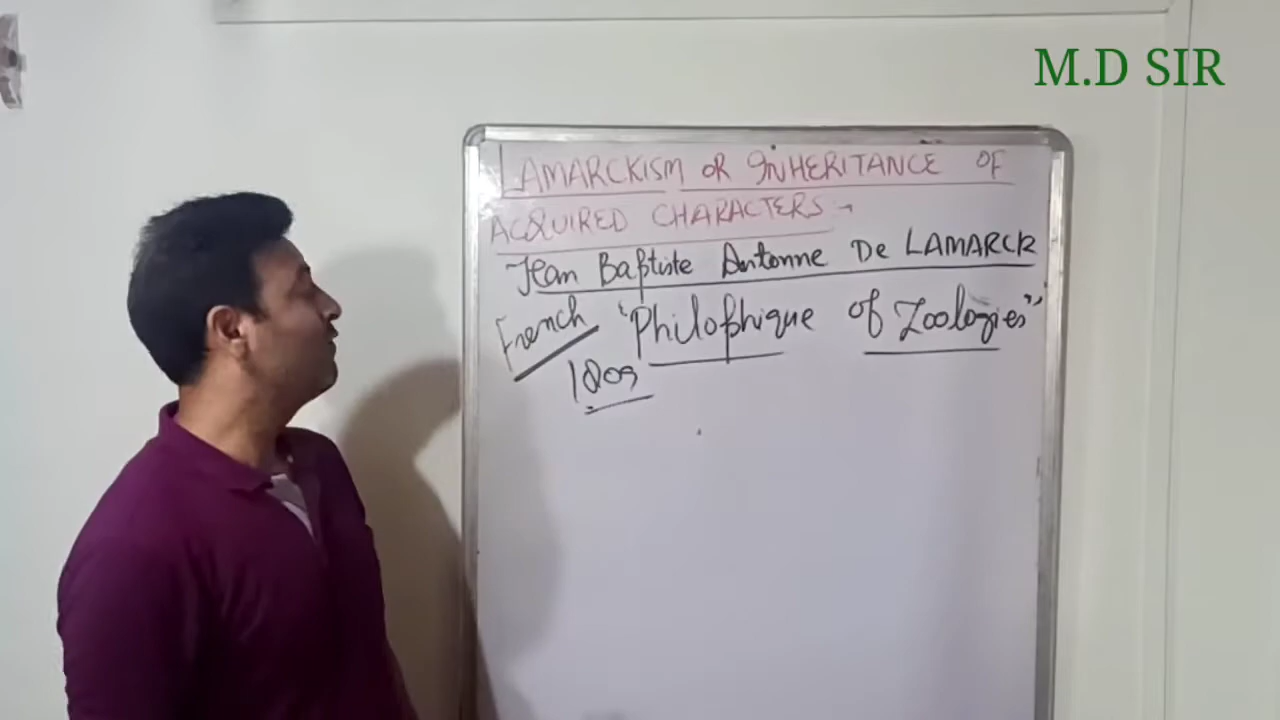 M.D SIR
LAMARCKISM OR INHERITANCE OF
ACQUIRED CHARACTERS →
Jean Baptiste Antonne De LAMARCK
French "Philophique of Zoologies"
1809